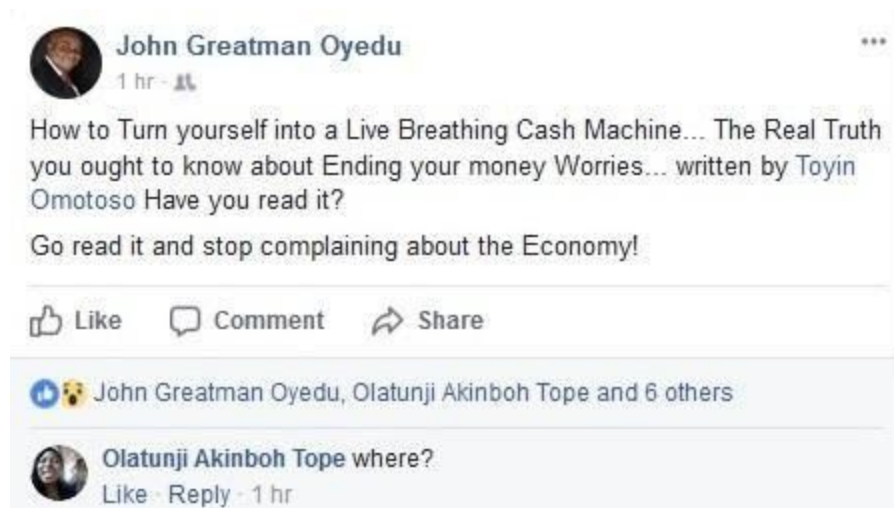 John Greatman Oyedu
1 hr ·
How to Turn yourself into a Live Breathing Cash Machine... The Real Truth
you ought to know about Ending your money Worries... written by Toyin
Omotoso Have you read it?
Go read it and stop complaining about the Economy!
Like Comment Share
John Greatman Oyedu, Olatunji Akinboh Tope and 6 others
Olatunji Akinboh Tope where?
Like · Reply · 1 hr